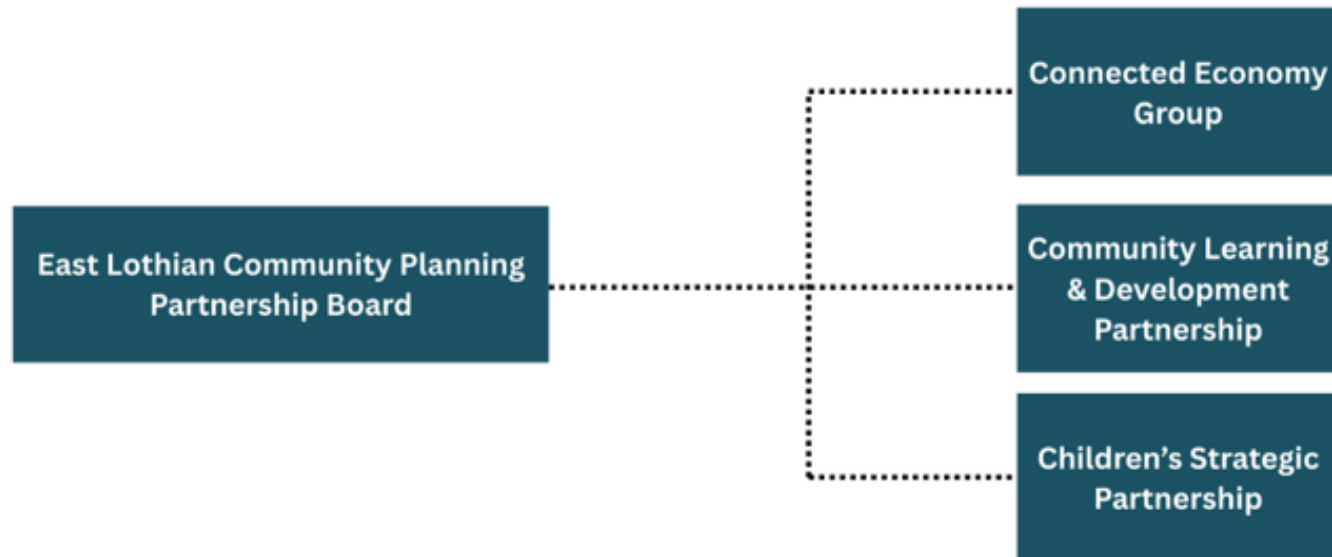 Connected Economy
Group
East Lothian Community Planning
Partnership Board
Community Learning
& Development
Partnership
Children’s Strategic
Partnership